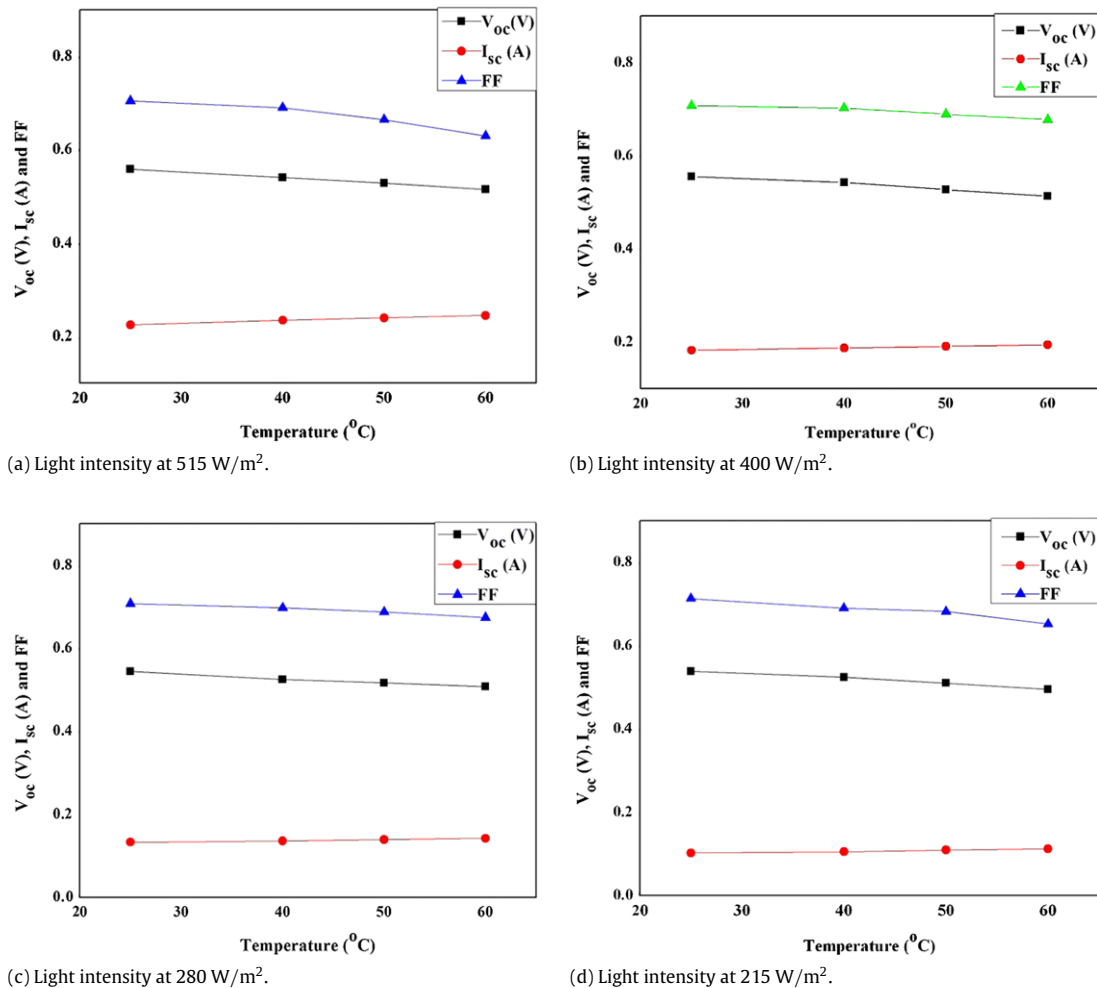 V_oc (V), I_sc (A) and FF
0.8
0.6
0.4
0.2
V_oc(V)
I_sc (A)
FF
20 30 40 50 60
Temperature (°C)
(a) Light intensity at 515 W/m².
V_oc (V), I_sc (A) and FF
0.8
0.6
0.4
0.2
V_oc (V)
I_sc (A)
FF
20 30 40 50 60
Temperature (°C)
(b) Light intensity at 400 W/m².
V_oc (V), I_sc (A) and FF
0.8
0.6
0.4
0.2
0.0
V_oc (V)
I_sc (A)
FF
20 30 40 50 60
Temperature (°C)
(c) Light intensity at 280 W/m².
V_oc (V), I_sc (A) and FF
0.8
0.6
0.4
0.2
0.0
V_oc (V)
I_sc (A)
FF
20 30 40 50 60
Temperature (°C)
(d) Light intensity at 215 W/m².